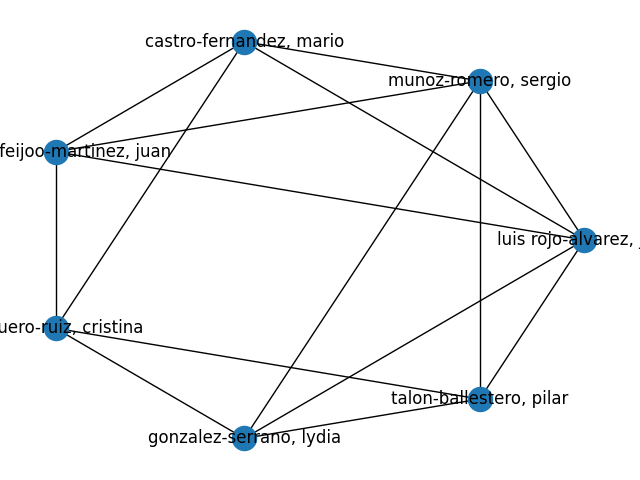 castro-fernandez, mario
munoz-romero, sergio
feijoo-martinez, juan
luis rojo-alvarez,
uero-ruiz, cristina
talon-ballestero, pilar
gonzalez-serrano, lydia